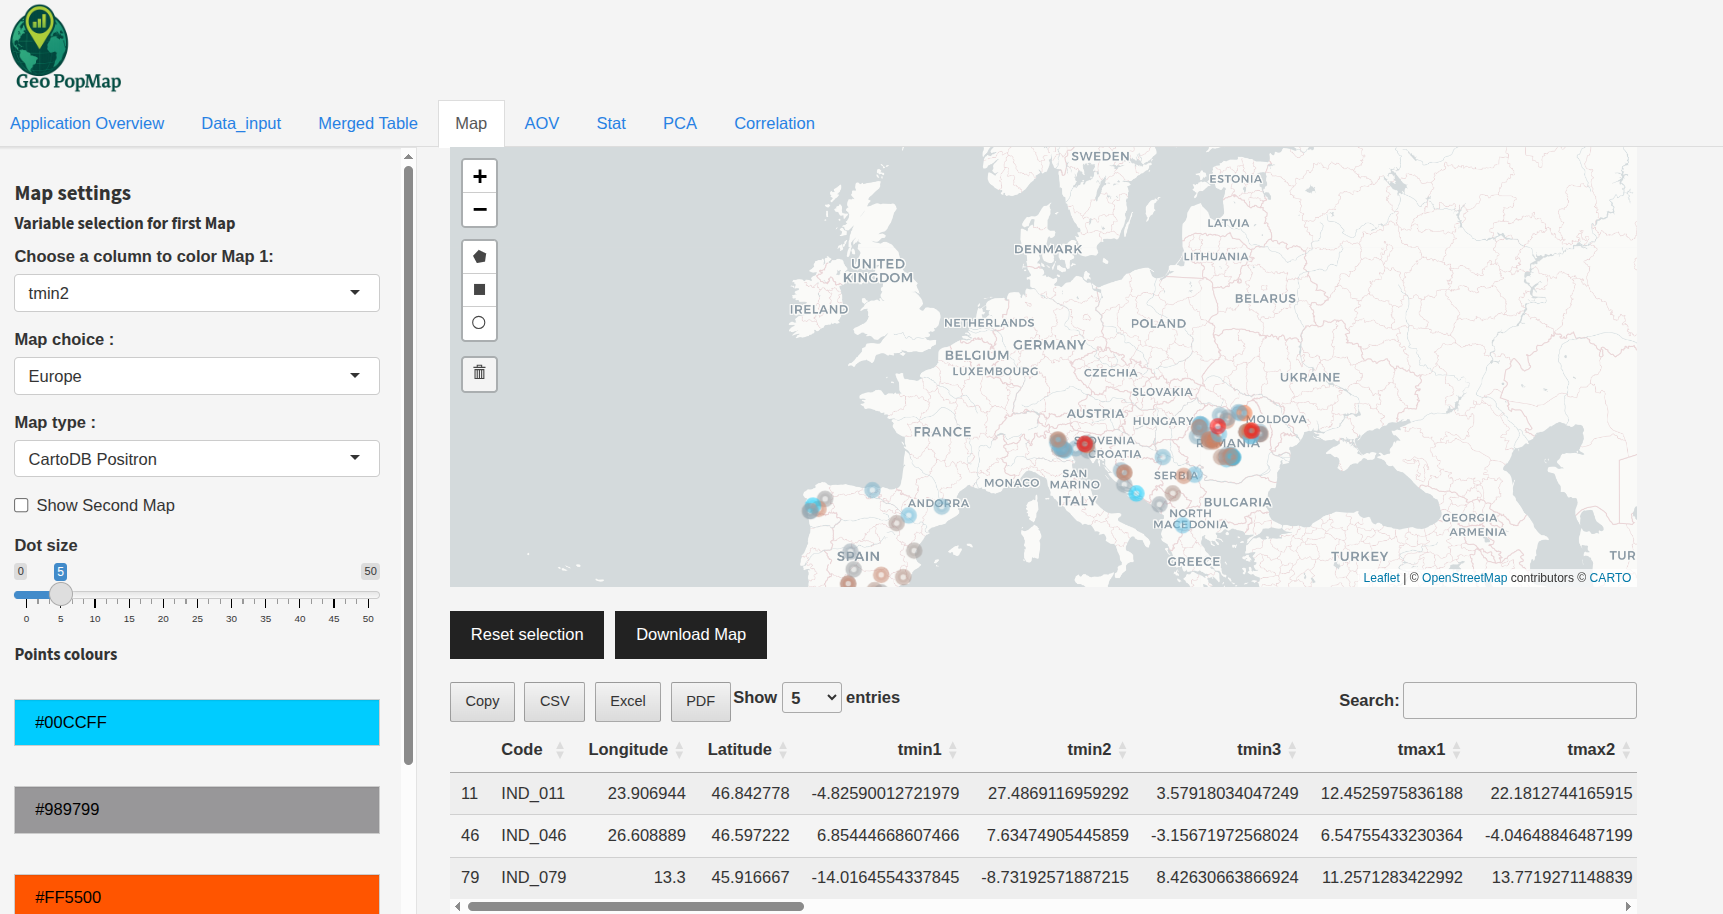 Geo PopMap
Application Overview Data_input Merged Table Map AOV Stat PCA Correlation
Map settings
Variable selection for first Map
Choose a column to color Map 1:
tmin2
Map choice :
Europe
Map type :
CartoDB Positron
Show Second Map
Dot size
0 5 50
0 5 10 15 20 25 30 35 40 45 50
Points colours
#00CCFF
#989799
#FF5500
+
−
SWEDEN
ESTONIA
LATVIA
DENMARK
LITHUANIA
UNITED
KINGDOM
BELARUS
IRELAND
NETHERLANDS
POLAND
GERMANY
BELGIUM
LUXEMBOURG
CZECHIA
UKRAINE
SLOVAKIA
AUSTRIA
HUNGARY
MOLDOVA
FRANCE
SLOVENIA
ROMANIA
CROATIA
SAN
MARINO
SERBIA
MONACO
ITALY
ANDORRA
BULGARIA
NORTH
MACEDONIA
GEORGIA
ARMENIA
SPAIN
GREECE
TURKEY
TUR
Leaflet | © OpenStreetMap contributors © CARTO
Reset selection Download Map
Copy CSV Excel PDF Show 5 entries Search:
Code Longitude Latitude tmin1 tmin2 tmin3 tmax1 tmax2
11 IND_011 23.906944 46.842778 -4.82590012721979 27.4869116959292 3.57918034047249 12.4525975836188 22.1812744165915
46 IND_046 26.608889 46.597222 6.85444668607466 7.63474905445859 -3.15671972568024 6.54755433230364 -4.04648846487199
79 IND_079 13.3 45.916667 -14.0164554337845 -8.73192571887215 8.42630663866924 11.2571283422992 13.7719271148839